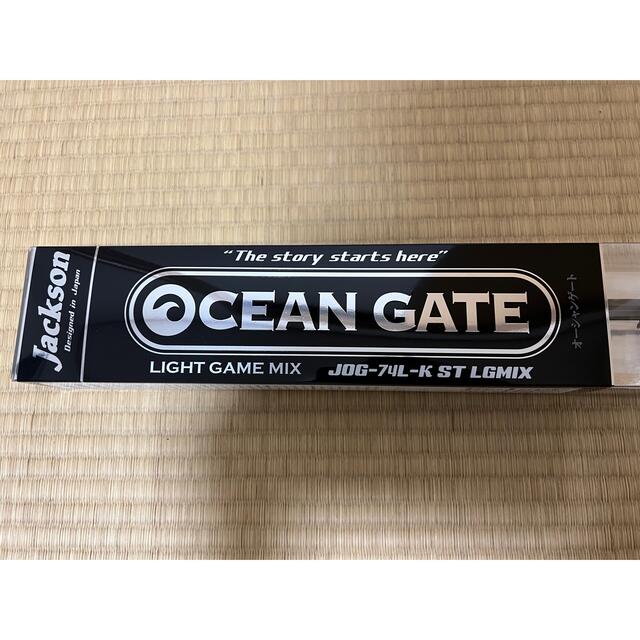 Jackson
Designed in Japan
"The story starts here"
OCEAN GATE
LIGHT GAME MIX JOG-74L-K ST LGMIX
オーシャンゲート